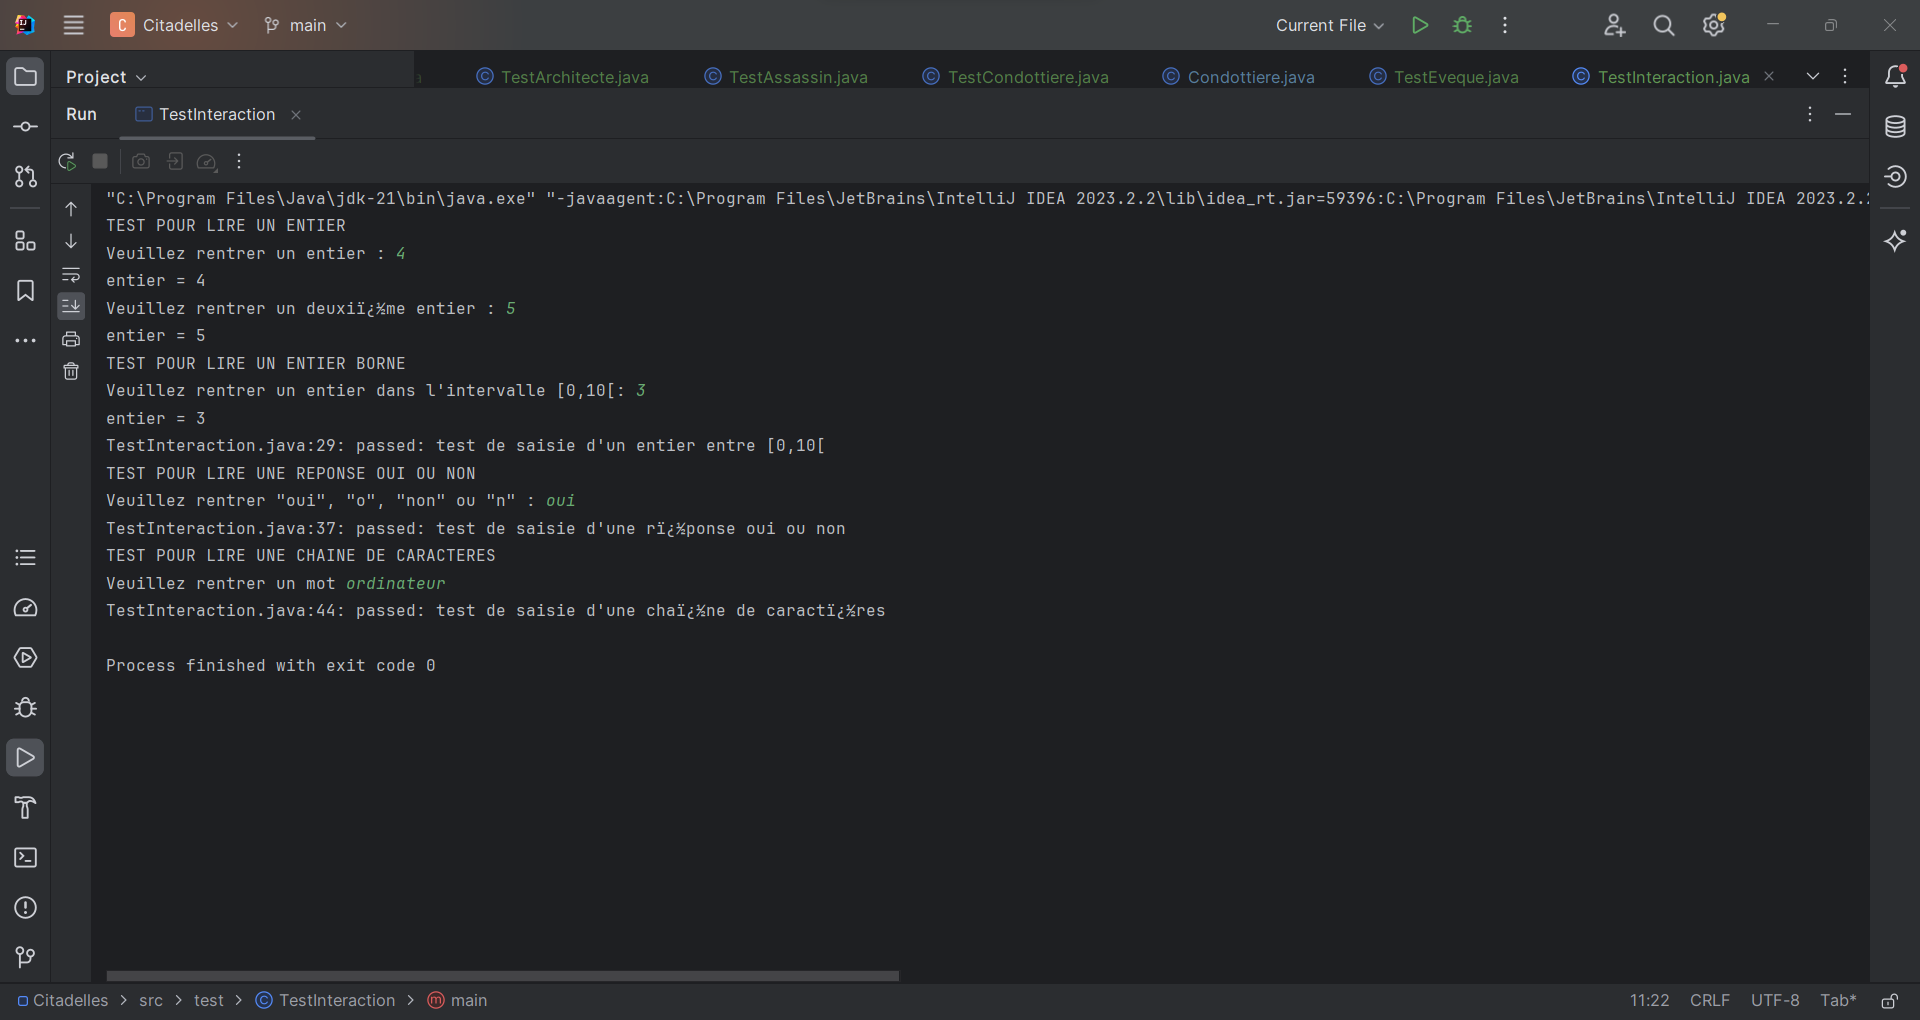 Citadelles main Current File
Project TestArchitecte.java TestAssassin.java TestCondottiere.java Condottiere.java TestEveque.java TestInteraction.java
Run TestInteraction
"C:\Program Files\Java\jdk-21\bin\java.exe" "-javaagent:C:\Program Files\JetBrains\IntelliJ IDEA 2023.2.2\lib\idea_rt.jar=59396:C:\Program Files\JetBrains\IntelliJ IDEA 2023.2.
TEST POUR LIRE UN ENTIER
Veuillez rentrer un entier : 4
entier = 4
Veuillez rentrer un deuxiï¿½me entier : 5
entier = 5
TEST POUR LIRE UN ENTIER BORNE
Veuillez rentrer un entier dans l'intervalle [0,10[: 3
entier = 3
TestInteraction.java:29: passed: test de saisie d'un entier entre [0,10[
TEST POUR LIRE UNE REPONSE OUI OU NON
Veuillez rentrer "oui", "o", "non" ou "n" : oui
TestInteraction.java:37: passed: test de saisie d'une rï¿½ponse oui ou non
TEST POUR LIRE UNE CHAINE DE CARACTERES
Veuillez rentrer un mot ordinateur
TestInteraction.java:44: passed: test de saisie d'une chaï¿½ne de caractï¿½res
Process finished with exit code 0
Citadelles > src > test > TestInteraction > main 11:22 CRLF UTF-8 Tab*